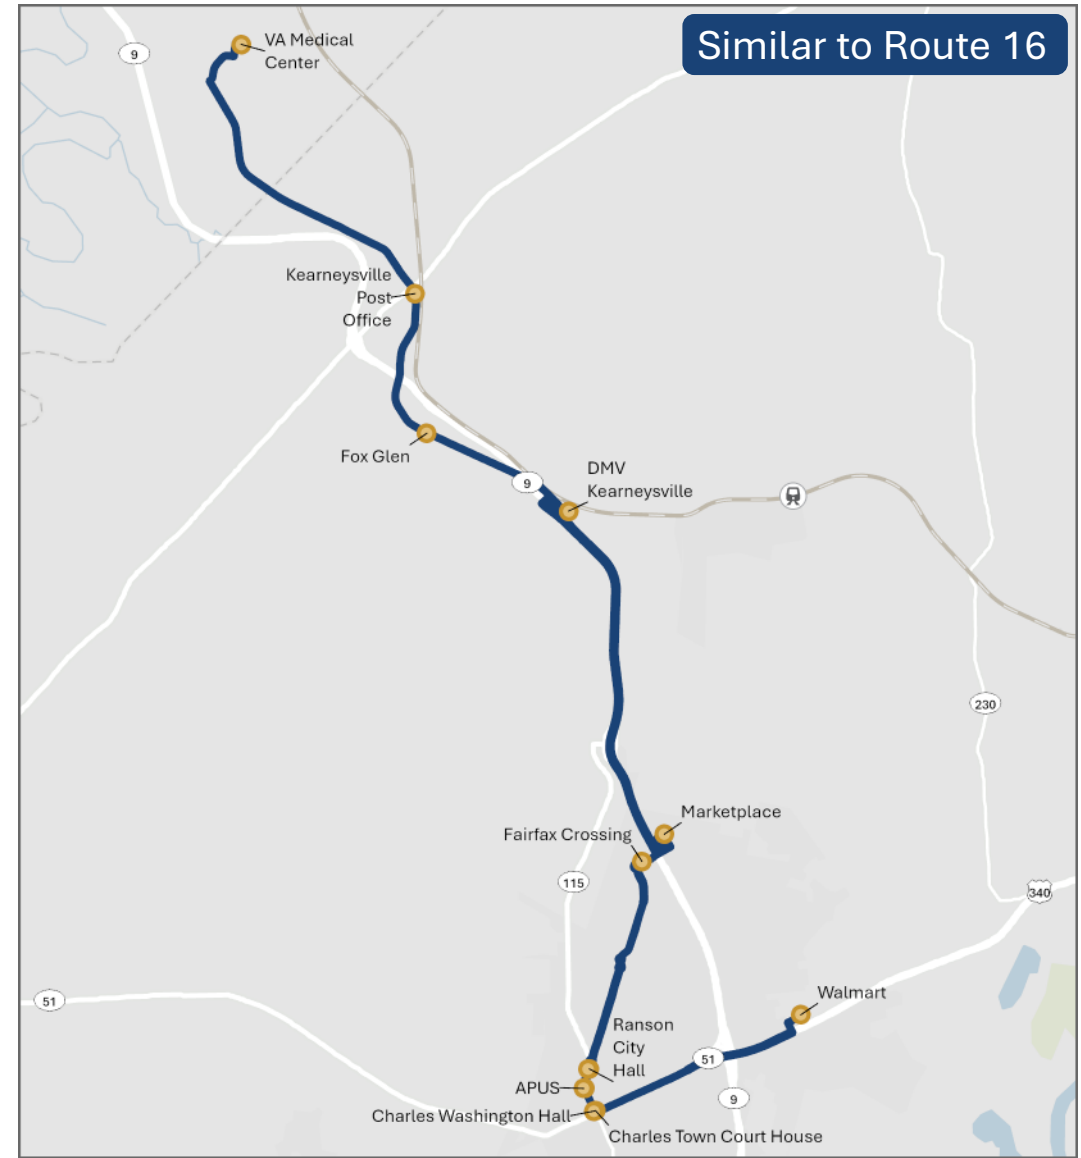 Similar to Route 16
9
VA Medical
Center
Kearneysville
Post
Office
Fox Glen
9
DMV
Kearneysville
230
Marketplace
Fairfax Crossing
115
340
51
Walmart
Ranson
City
Hall
51
APUS
9
Charles Washington Hall
Charles Town Court House